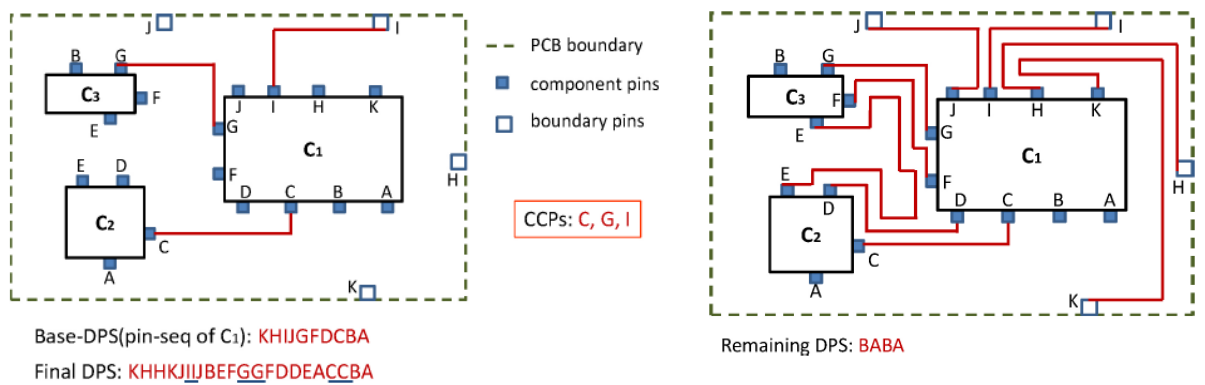 J
I
B
G
C3
F
E
J
I
H
K
G
C1
F
D
C
B
A
E
D
C2
C
A
H
K
PCB boundary
component pins
boundary pins
CCPs: C, G, I
Base-DPS(pin-seq of C1): KHIJGFDCBA
Final DPS: KHHKJIIJBEFGGFDDEACCBA
J
I
B
G
C3
F
E
J
I
H
K
G
C1
F
D
C
B
A
E
D
C2
C
A
H
K
Remaining DPS: BABA